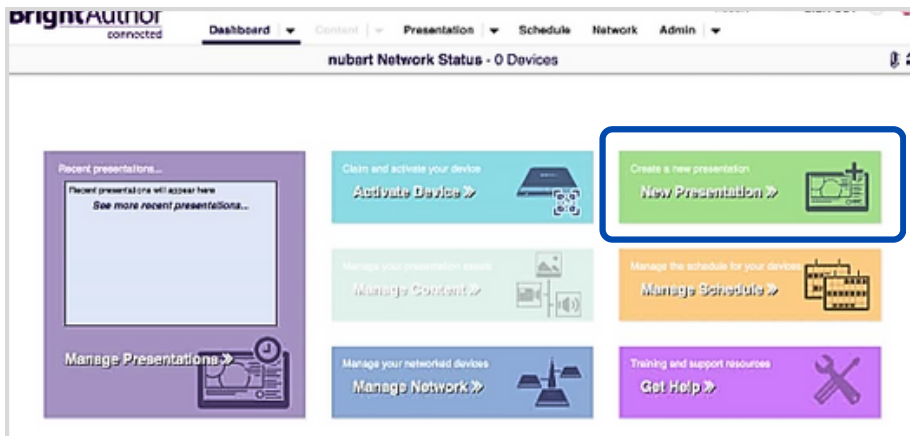 BrightAuthor
connected
Dashboard Content Presentation Schedule Network Admin
nubart Network Status - 0 Devices
Recent presentations...
Recent presentations will appear here
See more recent presentations...
Manage Presentations »
Claim and activate your device
Activate Device »
Create a new presentation
New Presentation »
Manage your presentation assets
Manage Content »
Manage the schedule for your devices
Manage Schedule »
Manage your networked devices
Manage Network »
Training and support resources
Get Help »